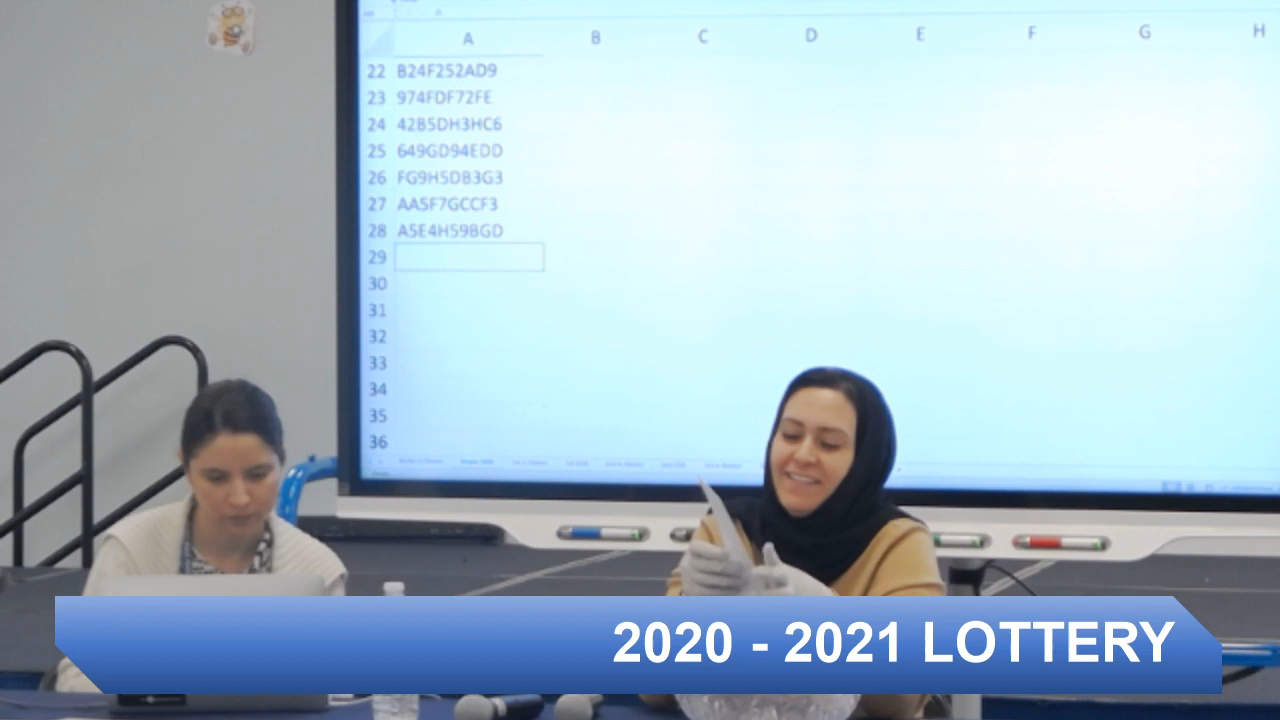 A B C D E F G H
22 B24F252AD9
23 974FDF72FE
24 42B5DH3HC6
25 649GD94EDD
26 FG9H5DB3G3
27 AA5F7GCCF3
28 A5E4H59BGD
29
30
31
32
33
34
35
36
2020 - 2021 LOTTERY